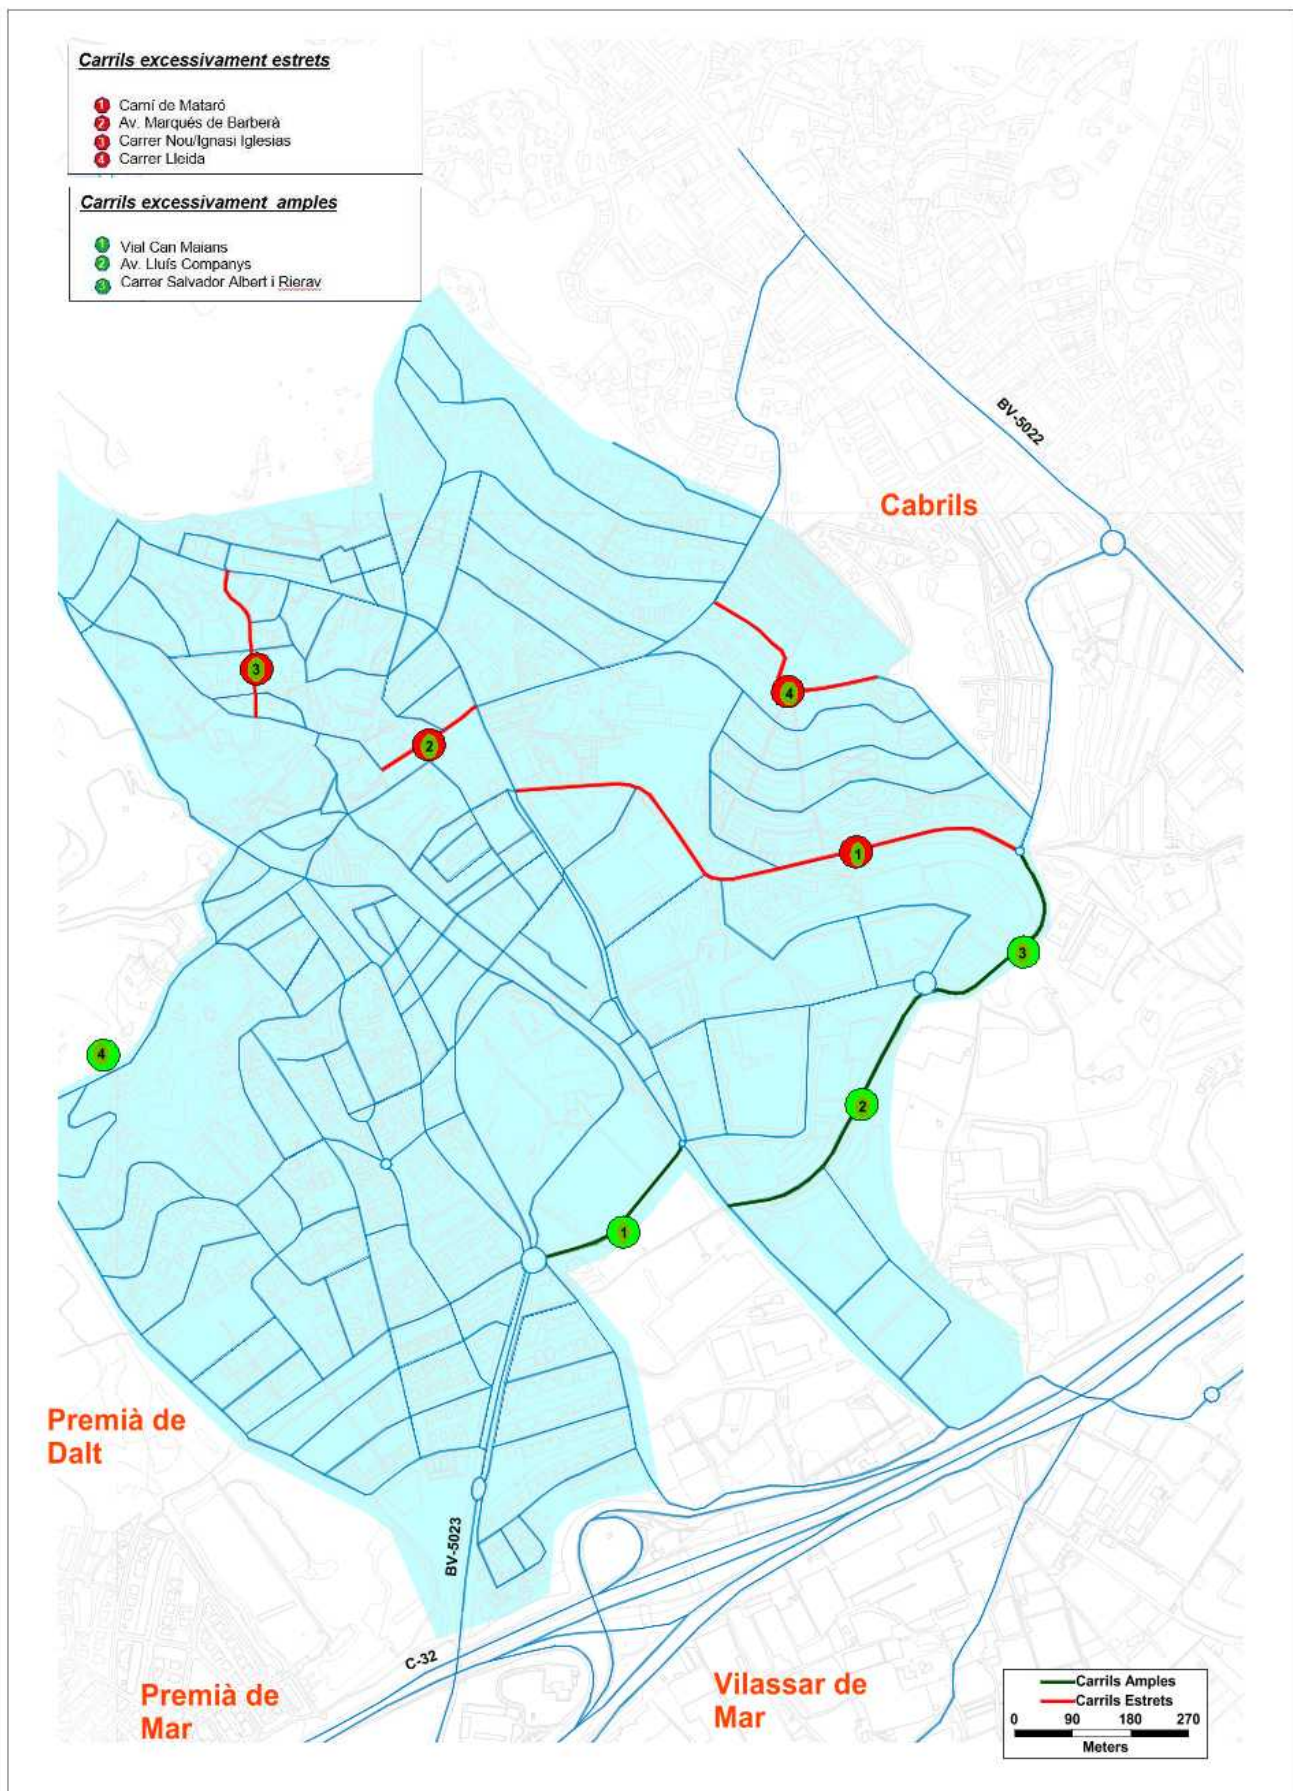 Carrils excessivament estrets
1 Camí de Mataró
2 Av. Marqués de Barberà
3 Carrer Nou/Ignasi Iglesias
4 Carrer Lleida
Carrils excessivament amples
1 Vial Can Maians
2 Av. Lluís Companys
3 Carrer Salvador Albert i Rierav
BV-5022
Cabrils
3
4
2
1
3
4
2
1
Premià de
Dalt
BV-5023
C-32
Premià de
Mar
Vilassar de
Mar
Carrils Amples
Carrils Estrets
0 90 180 270
Meters